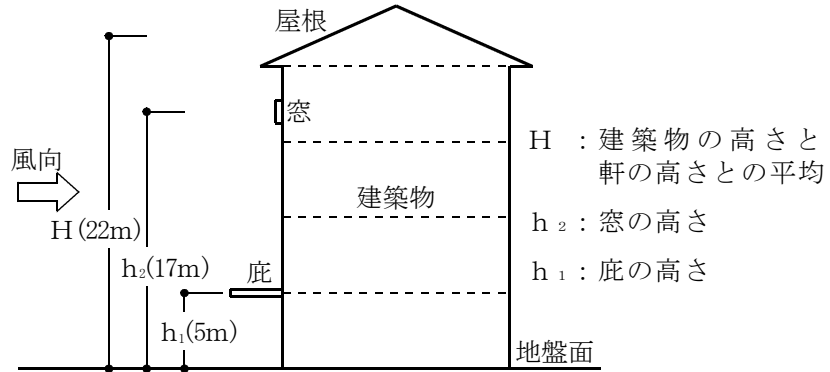 屋根
窓
風向
H (22m)
h₂(17m)
h₁(5m)
庇
建築物
地盤面
H ：建築物の高さと
軒の高さとの平均
h₂：窓の高さ
h₁：庇の高さ